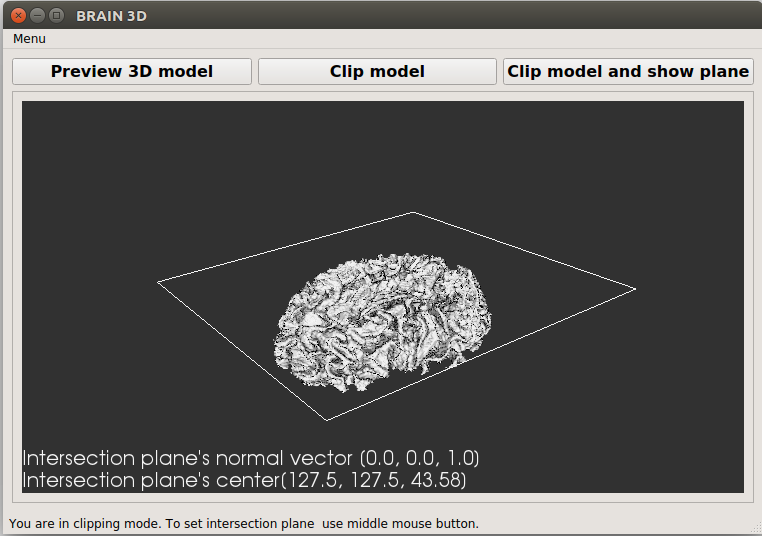 BRAIN 3D
Menu
Preview 3D model
Clip model
Clip model and show plane
Intersection plane's normal vector (0.0, 0.0, 1.0)
Intersection plane's center(127.5, 127.5, 43.58)
You are in clipping mode. To set intersection plane  use middle mouse button.